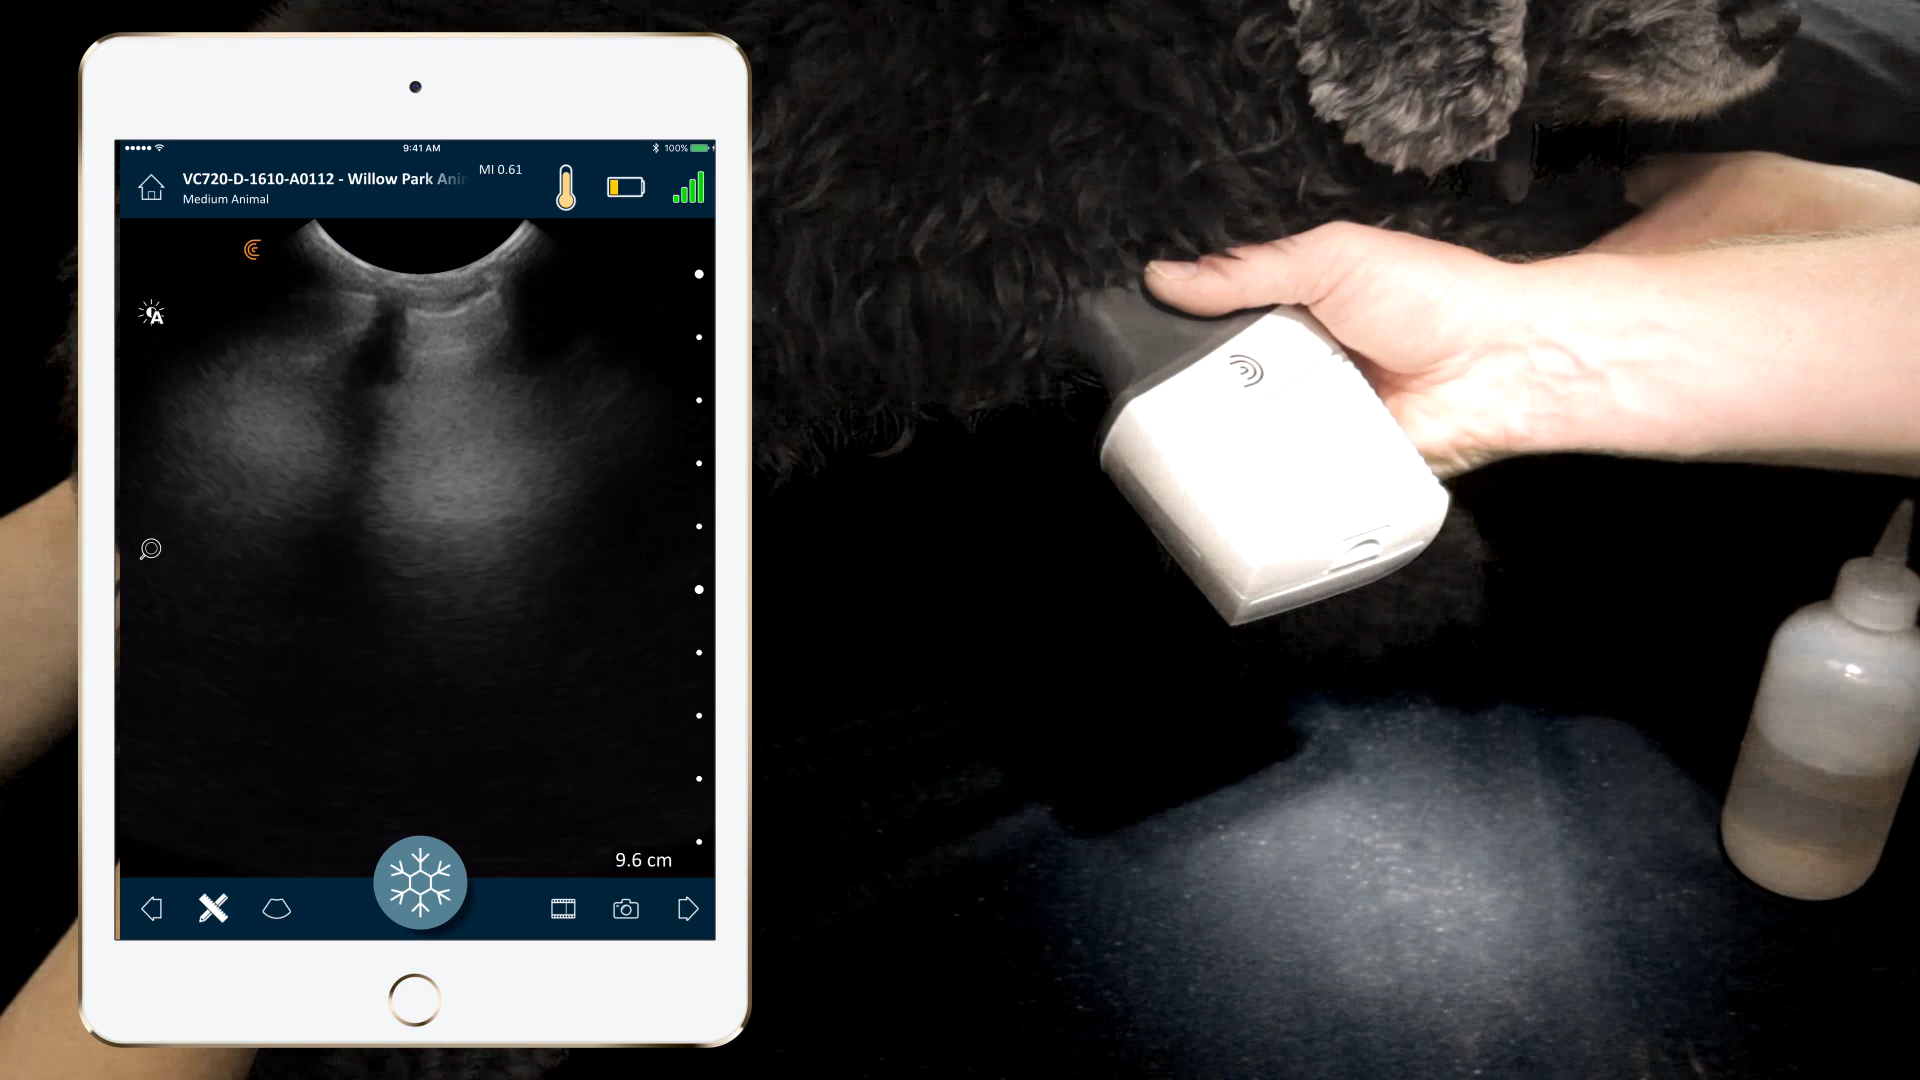 9:41 AM
100%
VC720-D-1610-A0112 - Willow Park Ani
MI 0.61
Medium Animal
A
9.6 cm